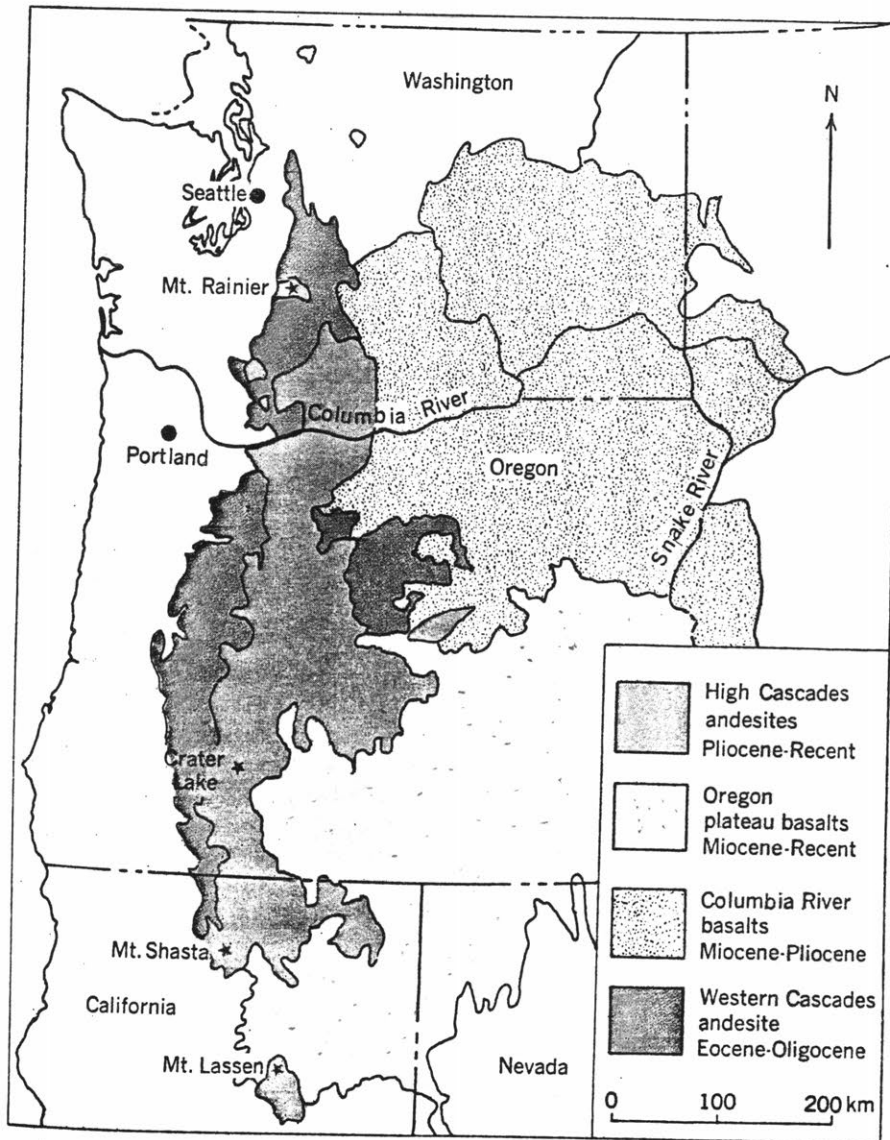 Washington
N
Seattle
Mt. Rainier
Columbia River
Portland
Oregon
Snake River
Crater
Lake
Mt. Shasta
California
Mt. Lassen
Nevada
High Cascades
andesites
Pliocene-Recent
Oregon
plateau basalts
Miocene-Recent
Columbia River
basalts
Miocene-Pliocene
Western Cascades
andesite
Eocene-Oligocene
0 100 200 km